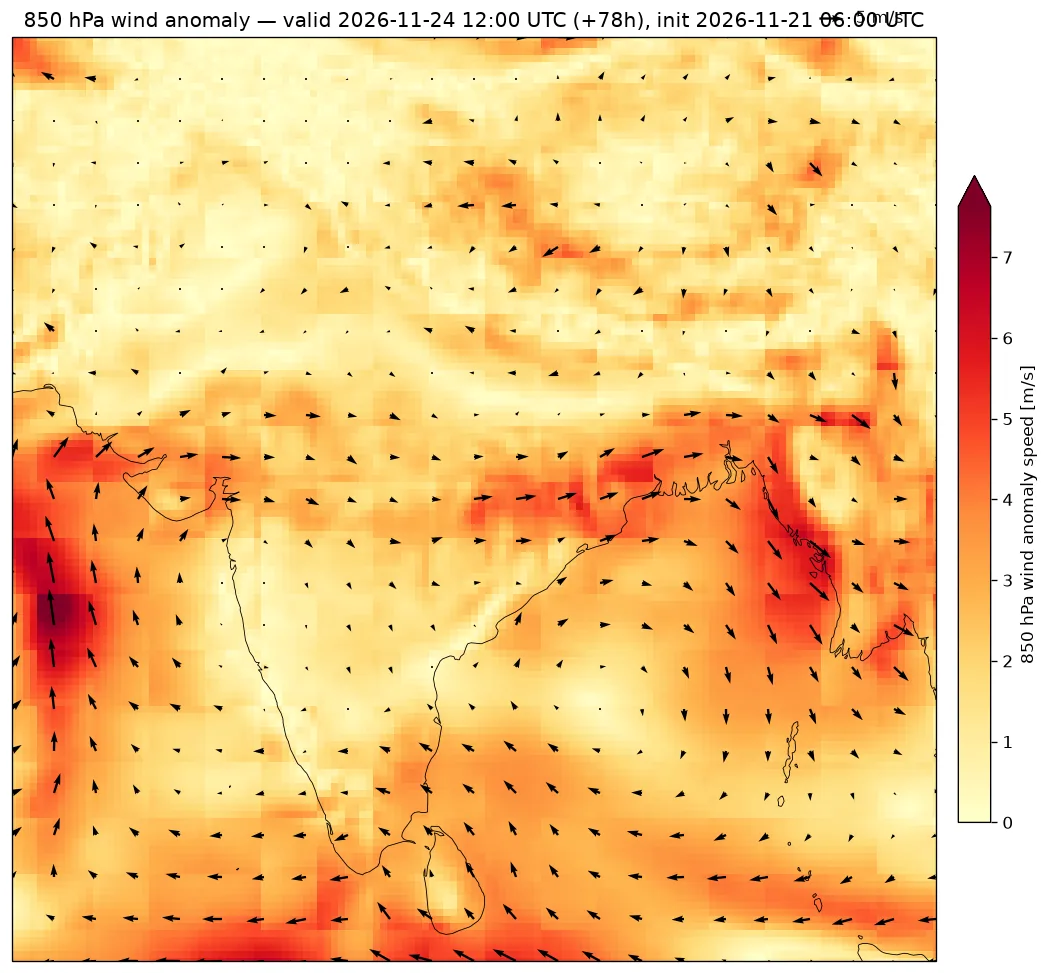 850 hPa wind anomaly — valid 2026-11-24 12:00 UTC (+78h), init 2026-11-21 06:00 UTC
5 m/s
7
6
5
4
3
2
1
0
850 hPa wind anomaly speed [m/s]